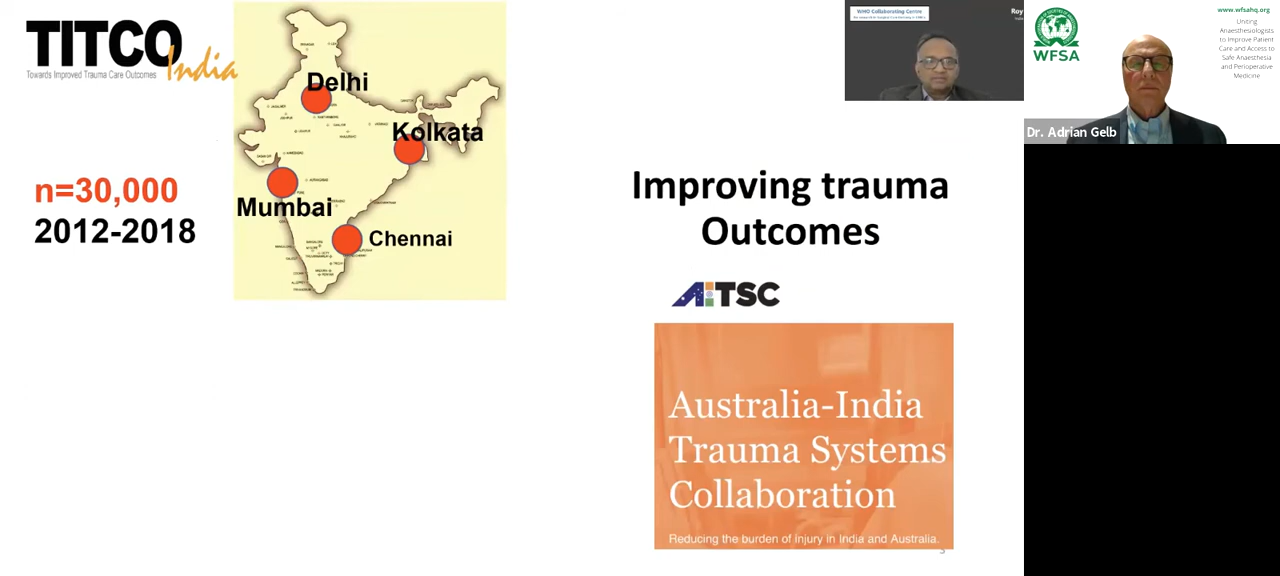 TITCO
India
Towards Improved Trauma Care Outcomes
n=30,000
2012-2018
Delhi
Kolkata
Mumbai
Chennai
Improving trauma
Outcomes
AITSC
Australia-India
Trauma Systems
Collaboration
Reducing the burden of injury in India and Australia.
3
WHO Collaborating Centre
Roy
WFSA
www.wfsahq.org
Uniting
Anaesthesiologists
to Improve Patient
Care and Access to
Safe Anaesthesia
and Perioperative
Medicine
Dr. Adrian Gelb